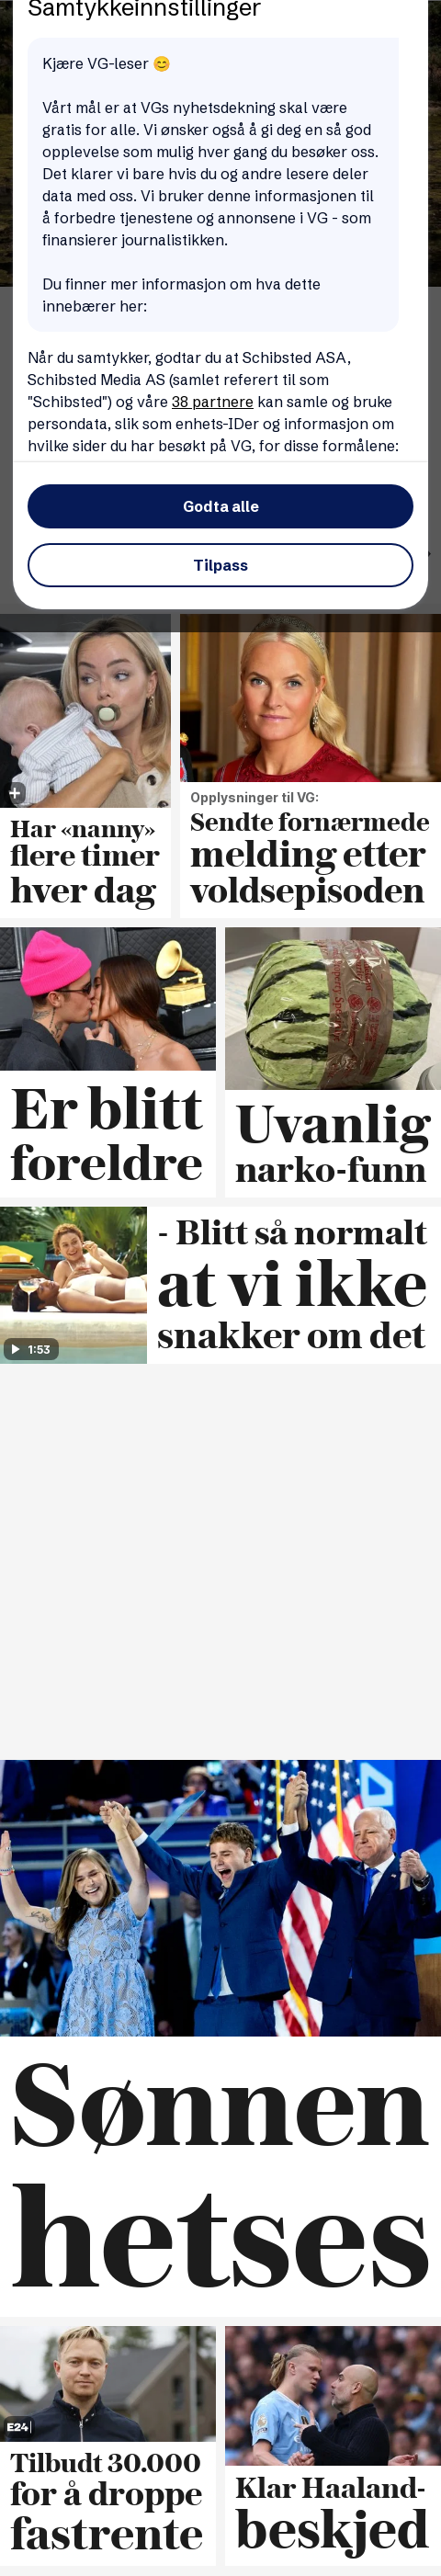 Samtykkeinnstillinger
Kjære VG-leser 😊
Vårt mål er at VGs nyhetsdekning skal være
gratis for alle. Vi ønsker også å gi deg en så god
opplevelse som mulig hver gang du besøker oss.
Det klarer vi bare hvis du og andre lesere deler
data med oss. Vi bruker denne informasjonen til
å forbedre tjenestene og annonsene i VG - som
finansierer journalistikken.
Du finner mer informasjon om hva dette
innebærer her:
Når du samtykker, godtar du at Schibsted ASA,
Schibsted Media AS (samlet referert til som
"Schibsted") og våre 38 partnere kan samle og bruke
persondata, slik som enhets-IDer og informasjon om
hvilke sider du har besøkt på VG, for disse formålene:
Godta alle
Tilpass
Har «nanny»
flere timer
hver dag
Opplysninger til VG:
Sendte fornærmede
melding etter
voldsepisoden
Er blitt
foreldre
Uvanlig
narko-funn
1:53
- Blitt så normalt
at vi ikke
snakker om det
Sønnen
hetses
E24
Tilbudt 30.000
for å droppe
fastrente
Klar Haaland-
beskjed